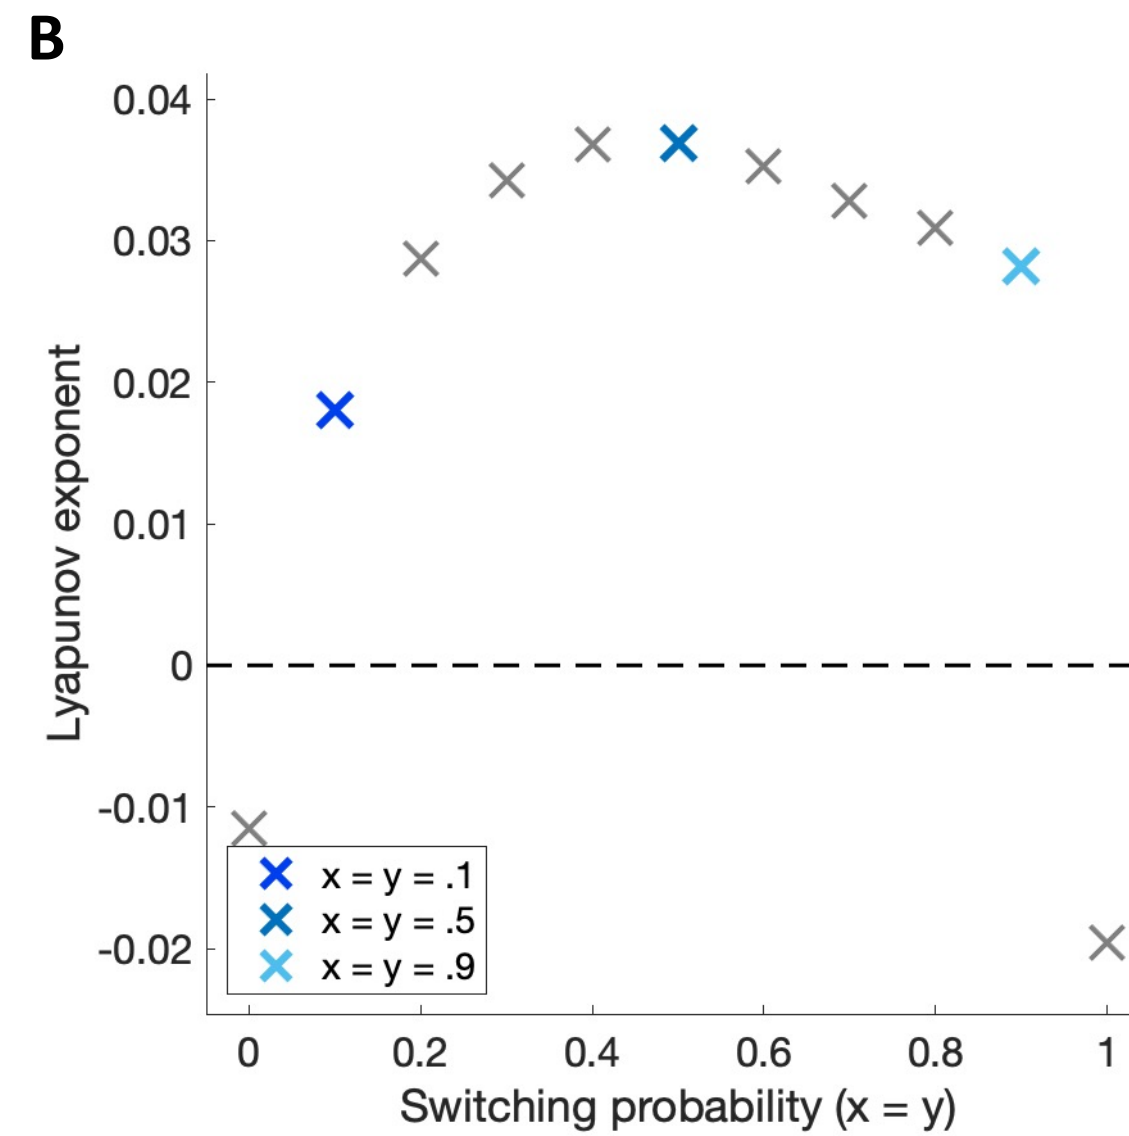 B
0.04
0.03
0.02
0.01
0
-0.01
-0.02
Lyapunov exponent
x = y = .1
x = y = .5
x = y = .9
0 0.2 0.4 0.6 0.8 1
Switching probability (x = y)